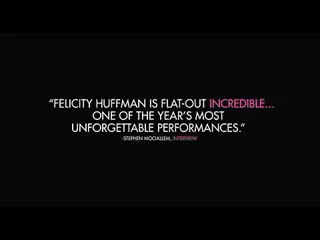 “FELICITY HUFFMAN IS FLAT-OUT INCREDIBLE...
ONE OF THE YEAR’S MOST
UNFORGETTABLE PERFORMANCES.”
-STEPHEN MOOALLEM, INTERVIEW